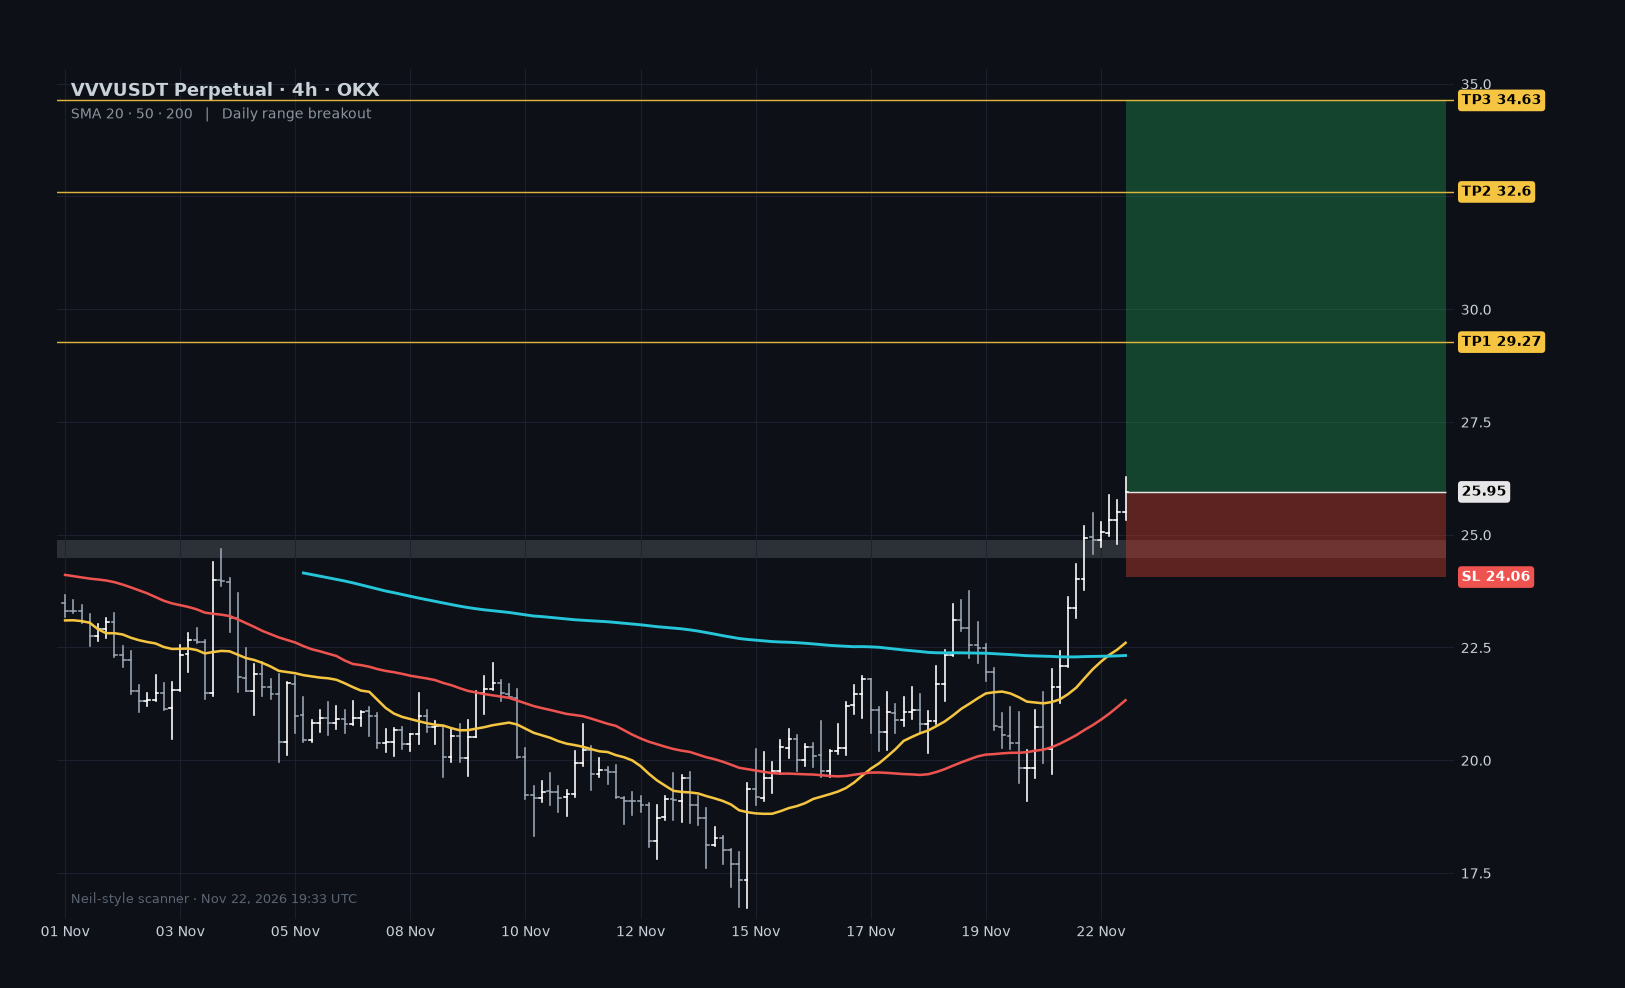 VVVUSDT Perpetual · 4h · OKX
SMA 20 · 50 · 200 | Daily range breakout
35.0
TP3 34.63
TP2 32.6
30.0
TP1 29.27
27.5
25.95
25.0
SL 24.06
22.5
20.0
17.5
Neil-style scanner · Nov 22, 2026 19:33 UTC
01 Nov 03 Nov 05 Nov 08 Nov 10 Nov 12 Nov 15 Nov 17 Nov 19 Nov 22 Nov